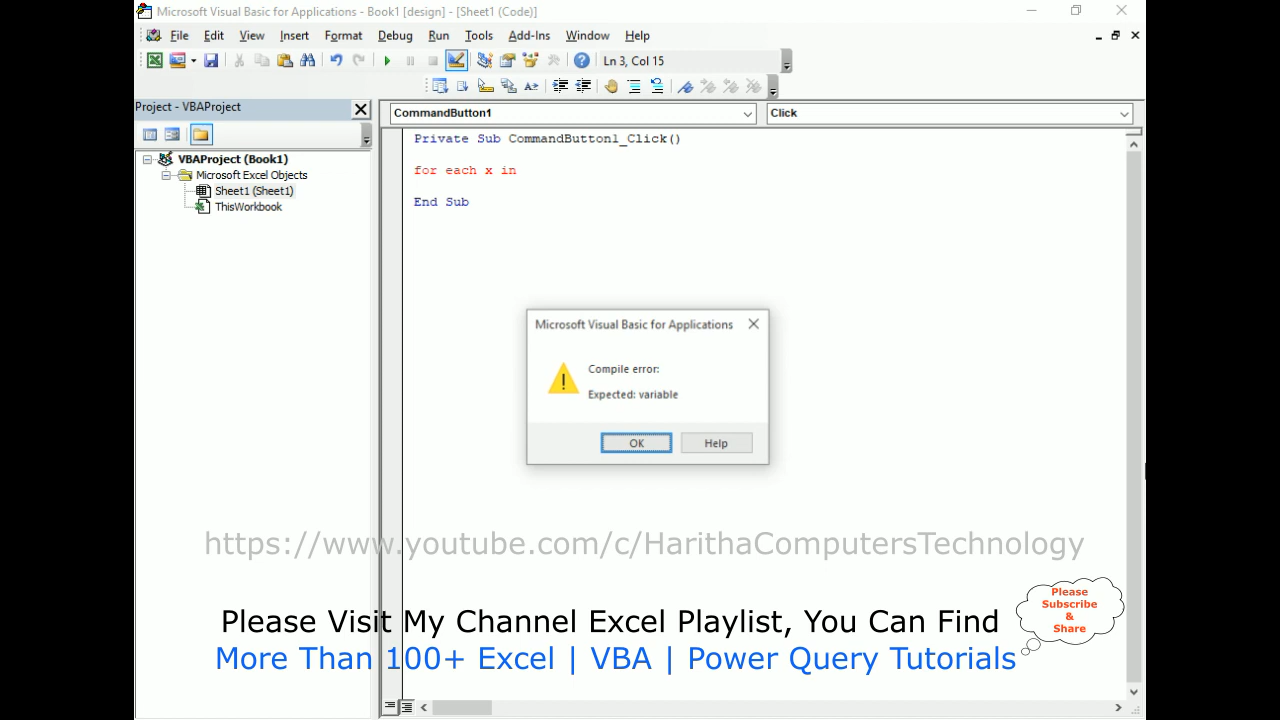 Microsoft Visual Basic for Applications - Book1 [design] - [Sheet1 (Code)]
File Edit View Insert Format Debug Run Tools Add-Ins Window Help
Ln 3, Col 15
Project - VBAProject
CommandButton1
Click
VBAProject (Book1)
Microsoft Excel Objects
Sheet1 (Sheet1)
ThisWorkbook
Private Sub CommandButton1_Click()
for each x in
End Sub
Microsoft Visual Basic for Applications
Compile error:
Expected: variable
OK Help
https://www.youtube.com/c/HarithaComputersTechnology
Please Visit My Channel Excel Playlist, You Can Find
More Than 100+ Excel | VBA | Power Query Tutorials
Please
Subscribe
&
Share